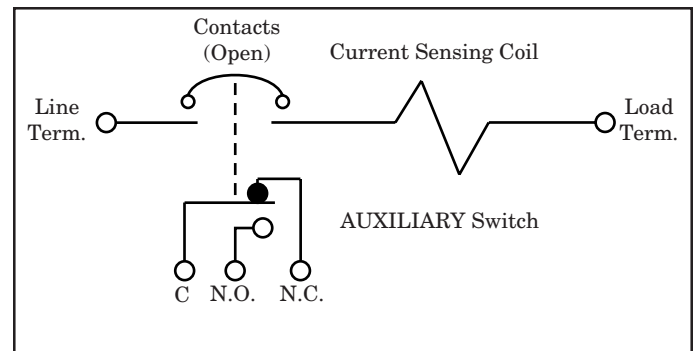 Contacts
(Open)
Current Sensing Coil
Line
Term.
Load
Term.
AUXILIARY Switch
C N.O. N.C.